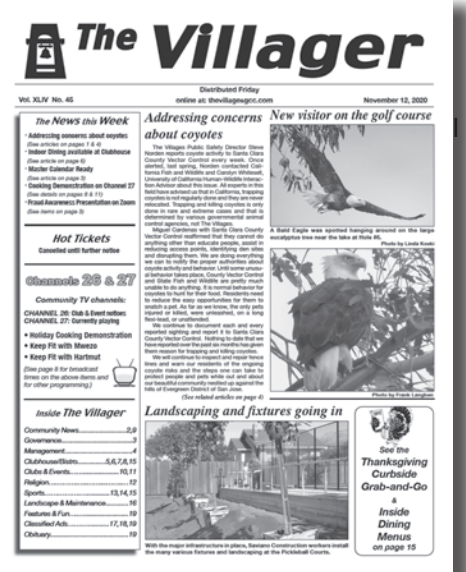 The Villager
Distributed Friday
Vol. XLIV No. 45
online at: thevillagesgcc.com
November 12, 2020
The News this Week
· Addressing concerns about coyotes
(See articles on pages 1 & 4)
· Indoor Dining available at Clubhouse
(See article on page 6)
· Master Calendar Ready
(See article on page 3)
· Cooking Demonstration on Channel 27
(See details on pages 8 & 11)
· Fraud Awareness Presentation on Zoom
(See items on page 3)
Hot Tickets
Cancelled until further notice
Channels 26 & 27
Community TV channels:
CHANNEL 26: Club & Event notices
CHANNEL 27: Currently playing
• Holiday Cooking Demonstration
• Keep Fit with Mwezo
• Keep Fit with Hartmut
(See page 8 for broadcast
times on the above items and
for other programming.)
Inside The Villager
Community News....................2,9
Governance..............................3
Management............................4
Clubhouse/Bistro............5,6,7,8,15
Clubs & Events....................10,11
Religion..................................12
Sports..............................13,14,15
Landscape & Maintenance........16
Features & Fun........................19
Classified Ads....................17,18,19
Obituary..................................19
Addressing concerns
about coyotes
The Villages Public Safety Director Steve
Norden reports coyote activity to Santa Clara
County Vector Control every week. Once
alerted, last spring, Norden contacted Cali-
fornia Fish and Wildlife and Carolyn Whitesell,
University of California Human-Wildlife Interac-
tion Advisor about this issue. All experts in this
field have advised us that in California, trapping
coyotes is not regularly done and they are never
relocated. Trapping and killing coyotes is only
done in rare and extreme cases and that is
determined by various governmental animal
control agencies, not The Villages.
Miguel Cardenas with Santa Clara County
Vector Control reaffirmed that they cannot do
anything other than educate people, assist in
reducing access points, identifying den sites
and disrupting them. We are doing everything
we can to notify the proper authorities about
coyote activity and behavior. Until some unusu-
al behavior takes place, County Vector Control
and State Fish and Wildlife are pretty much
unable to do anything. It is normal behavior for
coyotes to hunt for their food. Residents need
to reduce the easy opportunities for them to
snatch a pet. As far as we know, the only pets
injured or killed, were unleashed, on a long
flexi-lead, or unattended.
We continue to document each and every
reported sighting and report it to Santa Clara
County Vector Control. Nothing to date that we
have reported over the past six months has given
them reason for trapping and killing coyotes.
We will continue to inspect and repair fence
lines and warn our residents of the ongoing
coyote risks and the steps one can take to
protect people and pets while out and about
our beautiful community nestled up against the
hills of Evergreen District of San Jose.
(See related articles on page 4)
New visitor on the golf course
A Bald Eagle was spotted hanging around on the large
eucalyptus tree near the lake at Hole #5.
Photo by Linda Kuski
Photo by Frank Langben
Landscaping and fixtures going in
With the major infrastructure in place, Saviano Construction workers install
the many various fixtures and landscaping at the Pickleball Courts.
See the
Thanksgiving
Curbside
Grab-and-Go
&
Inside
Dining
Menus
on page 15